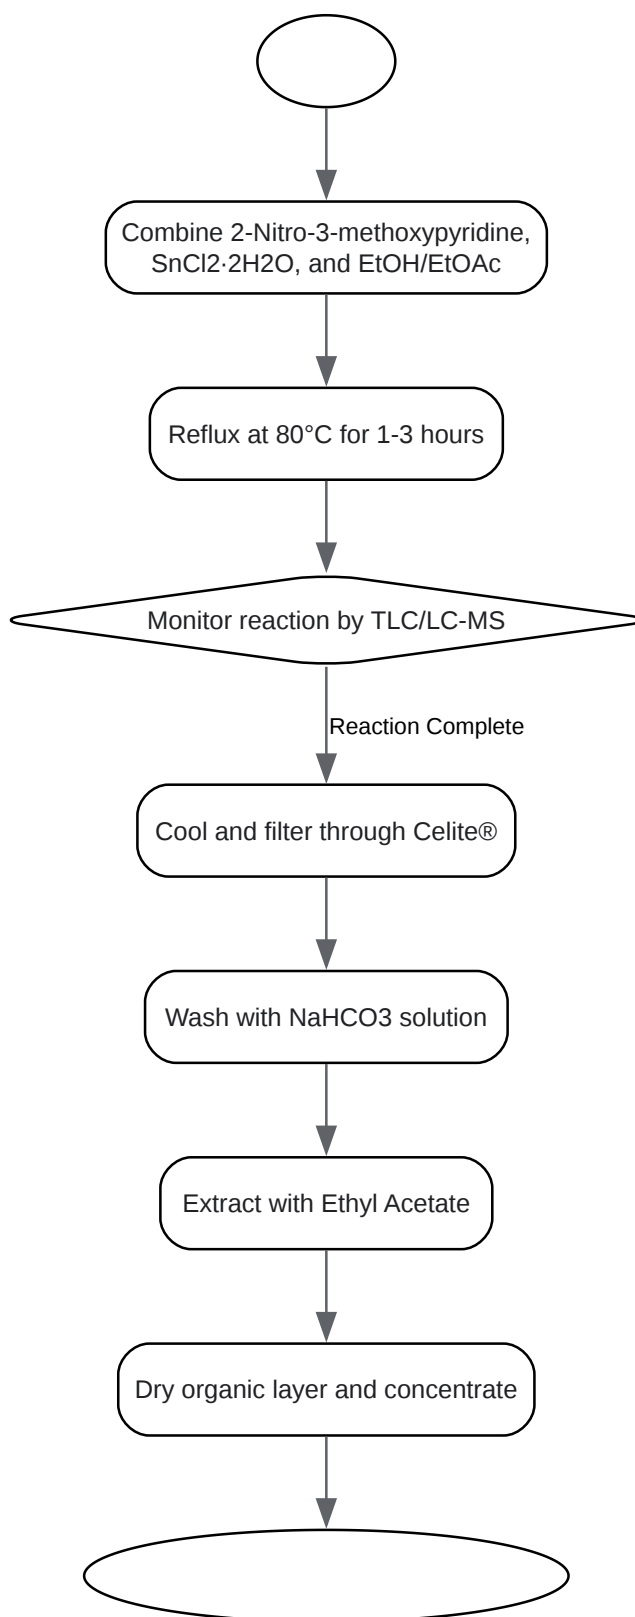 Combine 2-Nitro-3-methoxypyridine,
SnCl2·2H2O, and EtOH/EtOAc
Reflux at 80°C for 1-3 hours
Monitor reaction by TLC/LC-MS
Reaction Complete
Cool and filter through Celite®
Wash with NaHCO3 solution
Extract with Ethyl Acetate
Dry organic layer and concentrate